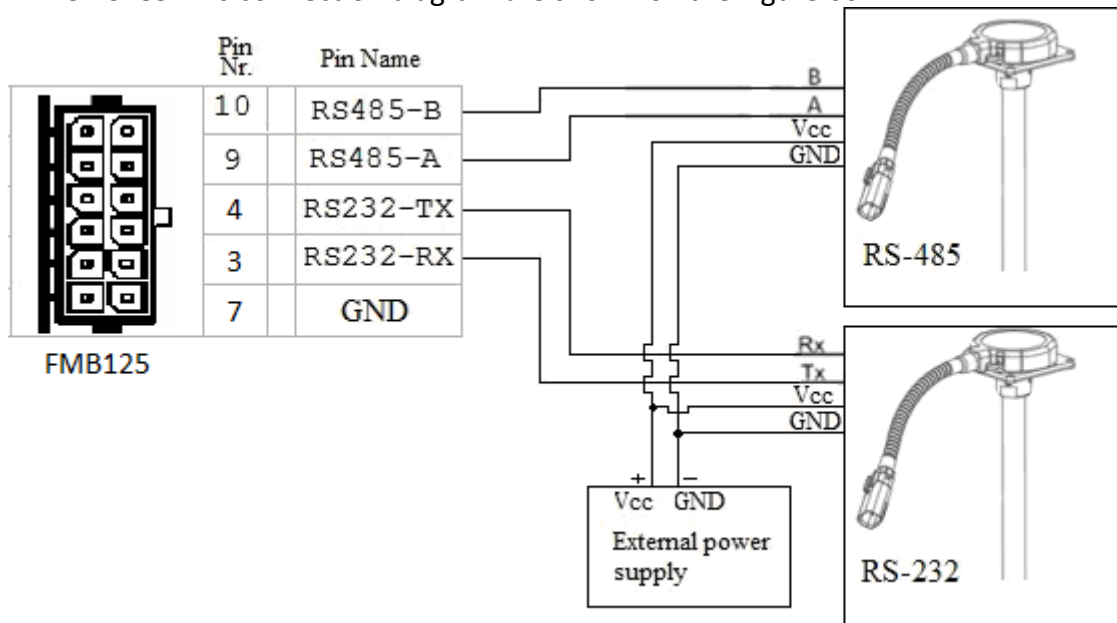 Pin
Nr.
Pin Name
10 RS485-B
9 RS485-A
4 RS232-TX
3 RS232-RX
7 GND
FMB125
B
A
Vcc
GND
RS-485
Rx
Tx
Vcc
GND
RS-232
+ −
Vcc GND
External power
supply